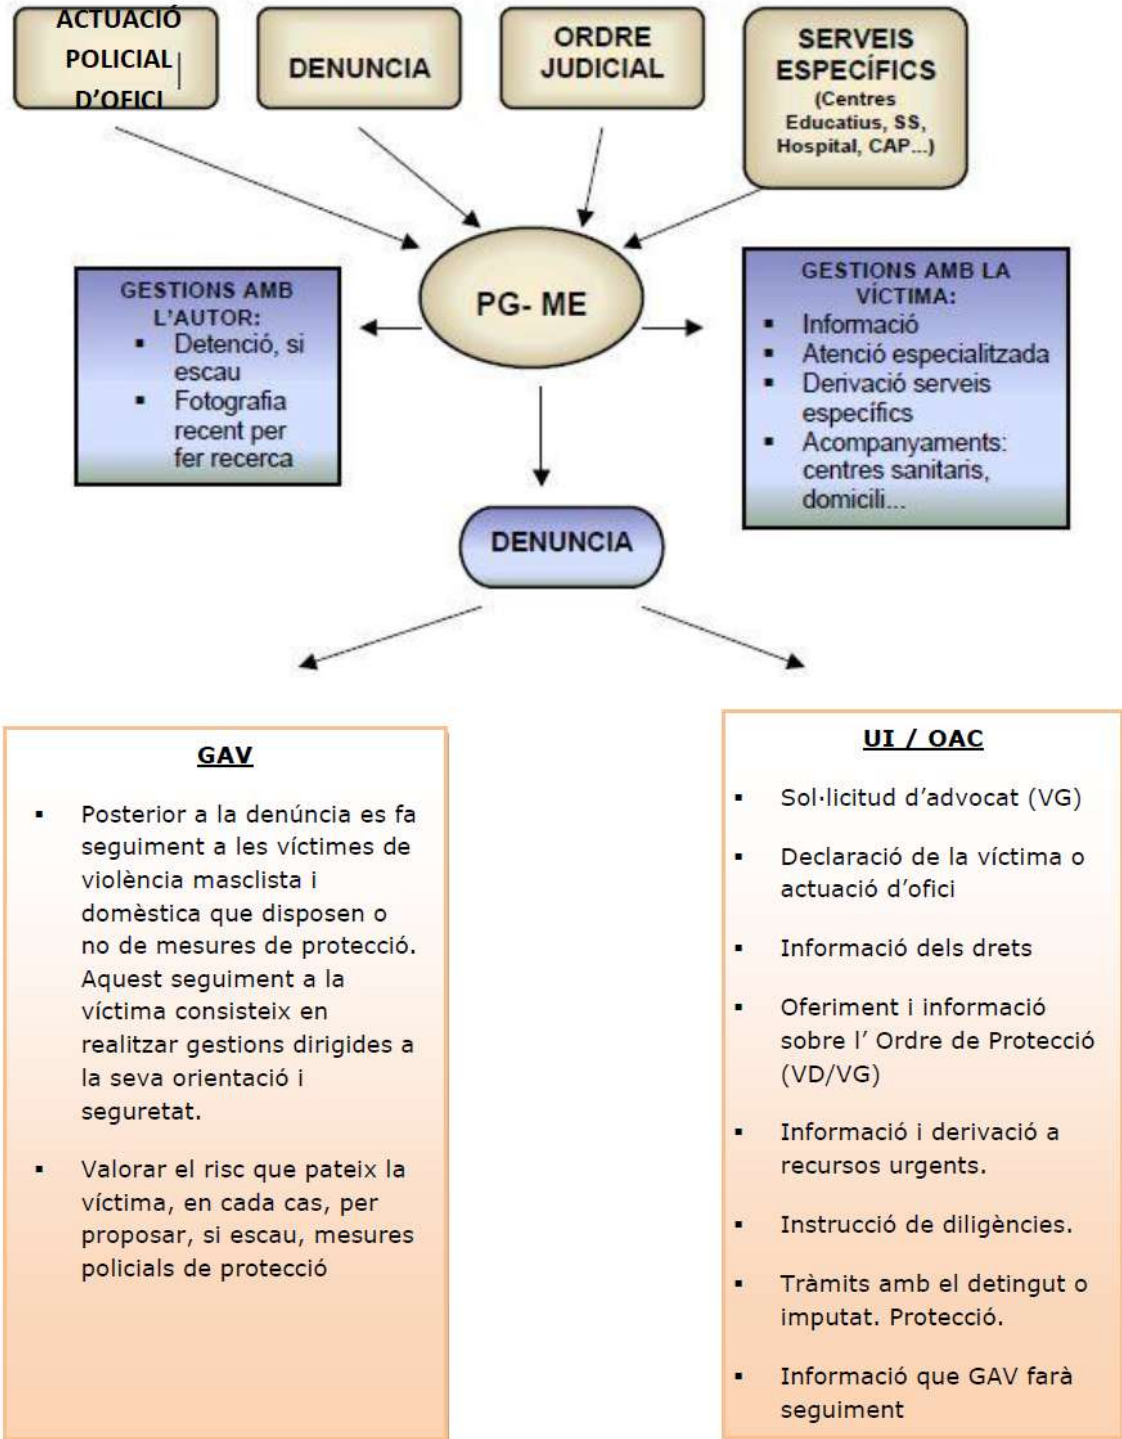 ACTUACIÓ
POLICIAL
D'OFICI
DENUNCIA
ORDRE
JUDICIAL
SERVEIS
ESPECÍFICS
(Centres
Educatius, SS,
Hospital, CAP...)
PG- ME
GESTIONS AMB
L'AUTOR:
▪ Detenció, si
escau
▪ Fotografia
recent per
fer recerca
GESTIONS AMB LA
VÍCTIMA:
▪ Informació
▪ Atenció especialitzada
▪ Derivació serveis
específics
▪ Acompanyaments:
centres sanitaris,
domicili...
DENUNCIA
GAV
▪ Posterior a la denúncia es fa
seguiment a les víctimes de
violència masclista i
domèstica que disposen o
no de mesures de protecció.
Aquest seguiment a la
víctima consisteix en
realitzar gestions dirigides a
la seva orientació i
seguretat.
▪ Valorar el risc que pateix la
víctima, en cada cas, per
proposar, si escau, mesures
policials de protecció
UI / OAC
▪ Sol·licitud d'advocat (VG)
▪ Declaració de la víctima o
actuació d'ofici
▪ Informació dels drets
▪ Oferiment i informació
sobre l' Ordre de Protecció
(VD/VG)
▪ Informació i derivació a
recursos urgents.
▪ Instrucció de diligències.
▪ Tràmits amb el detingut o
imputat. Protecció.
▪ Informació que GAV farà
seguiment